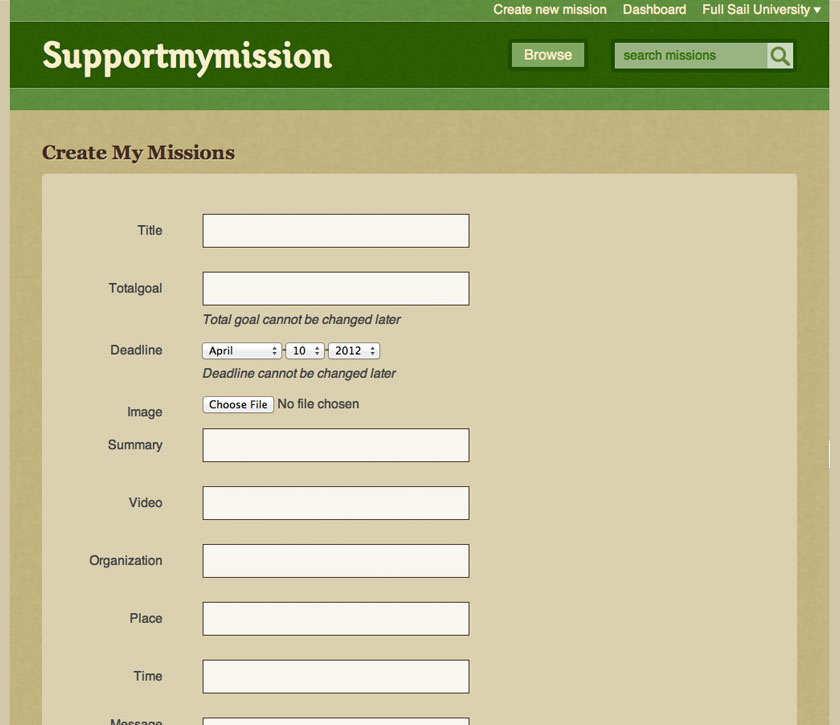 Create new mission Dashboard Full Sail University
Supportmymission
Browse
search missions
Create My Missions
Title
Totalgoal
Total goal cannot be changed later
Deadline April 10 2012
Deadline cannot be changed later
Image Choose File No file chosen
Summary
Video
Organization
Place
Time
Message